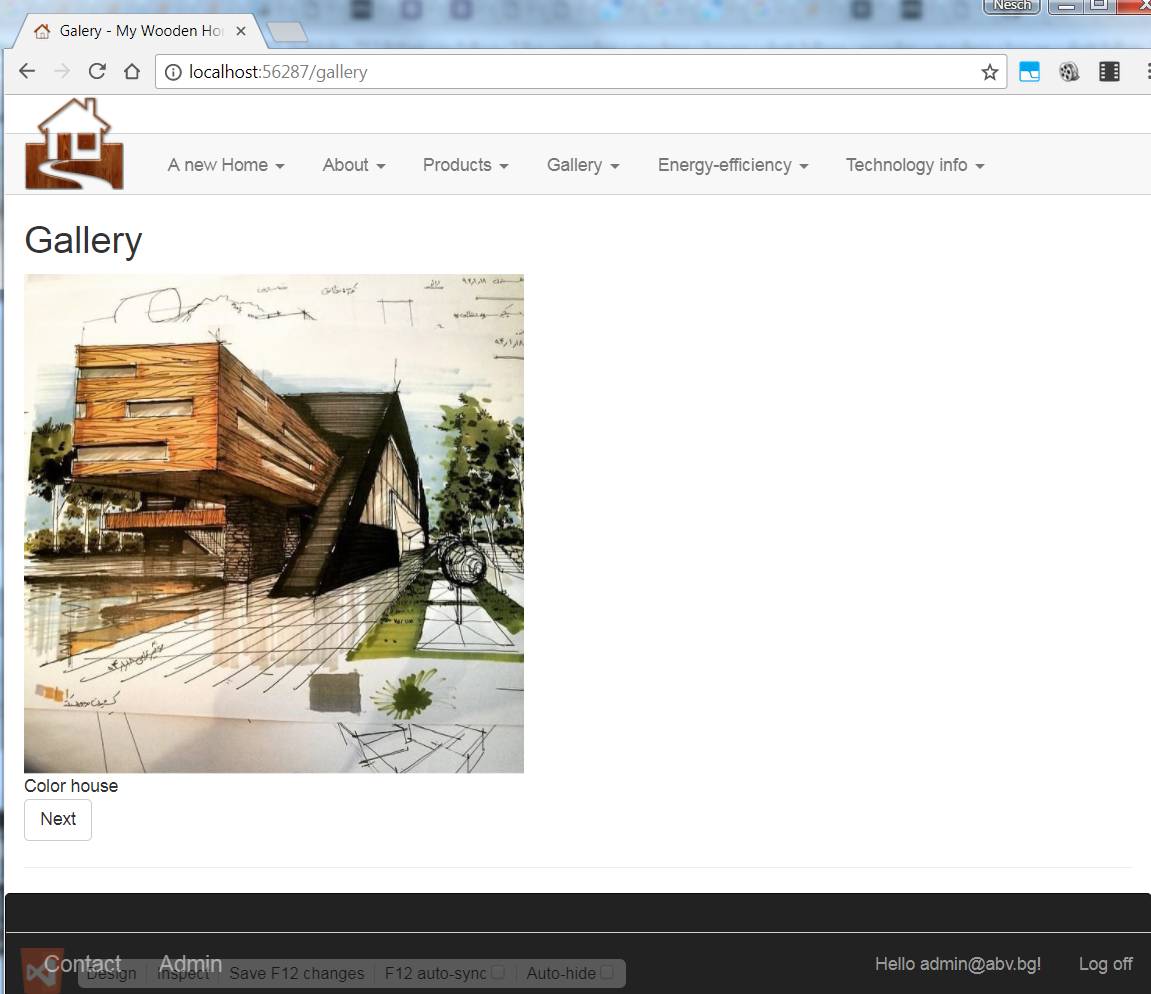 Nesch
Galery - My Wooden Ho
localhost:56287/gallery
A new Home About Products Gallery Energy-efficiency Technology info
Gallery
Color house
Next
Contact Admin Hello admin@abv.bg! Log off
Design Inspect Save F12 changes F12 auto-sync Auto-hide